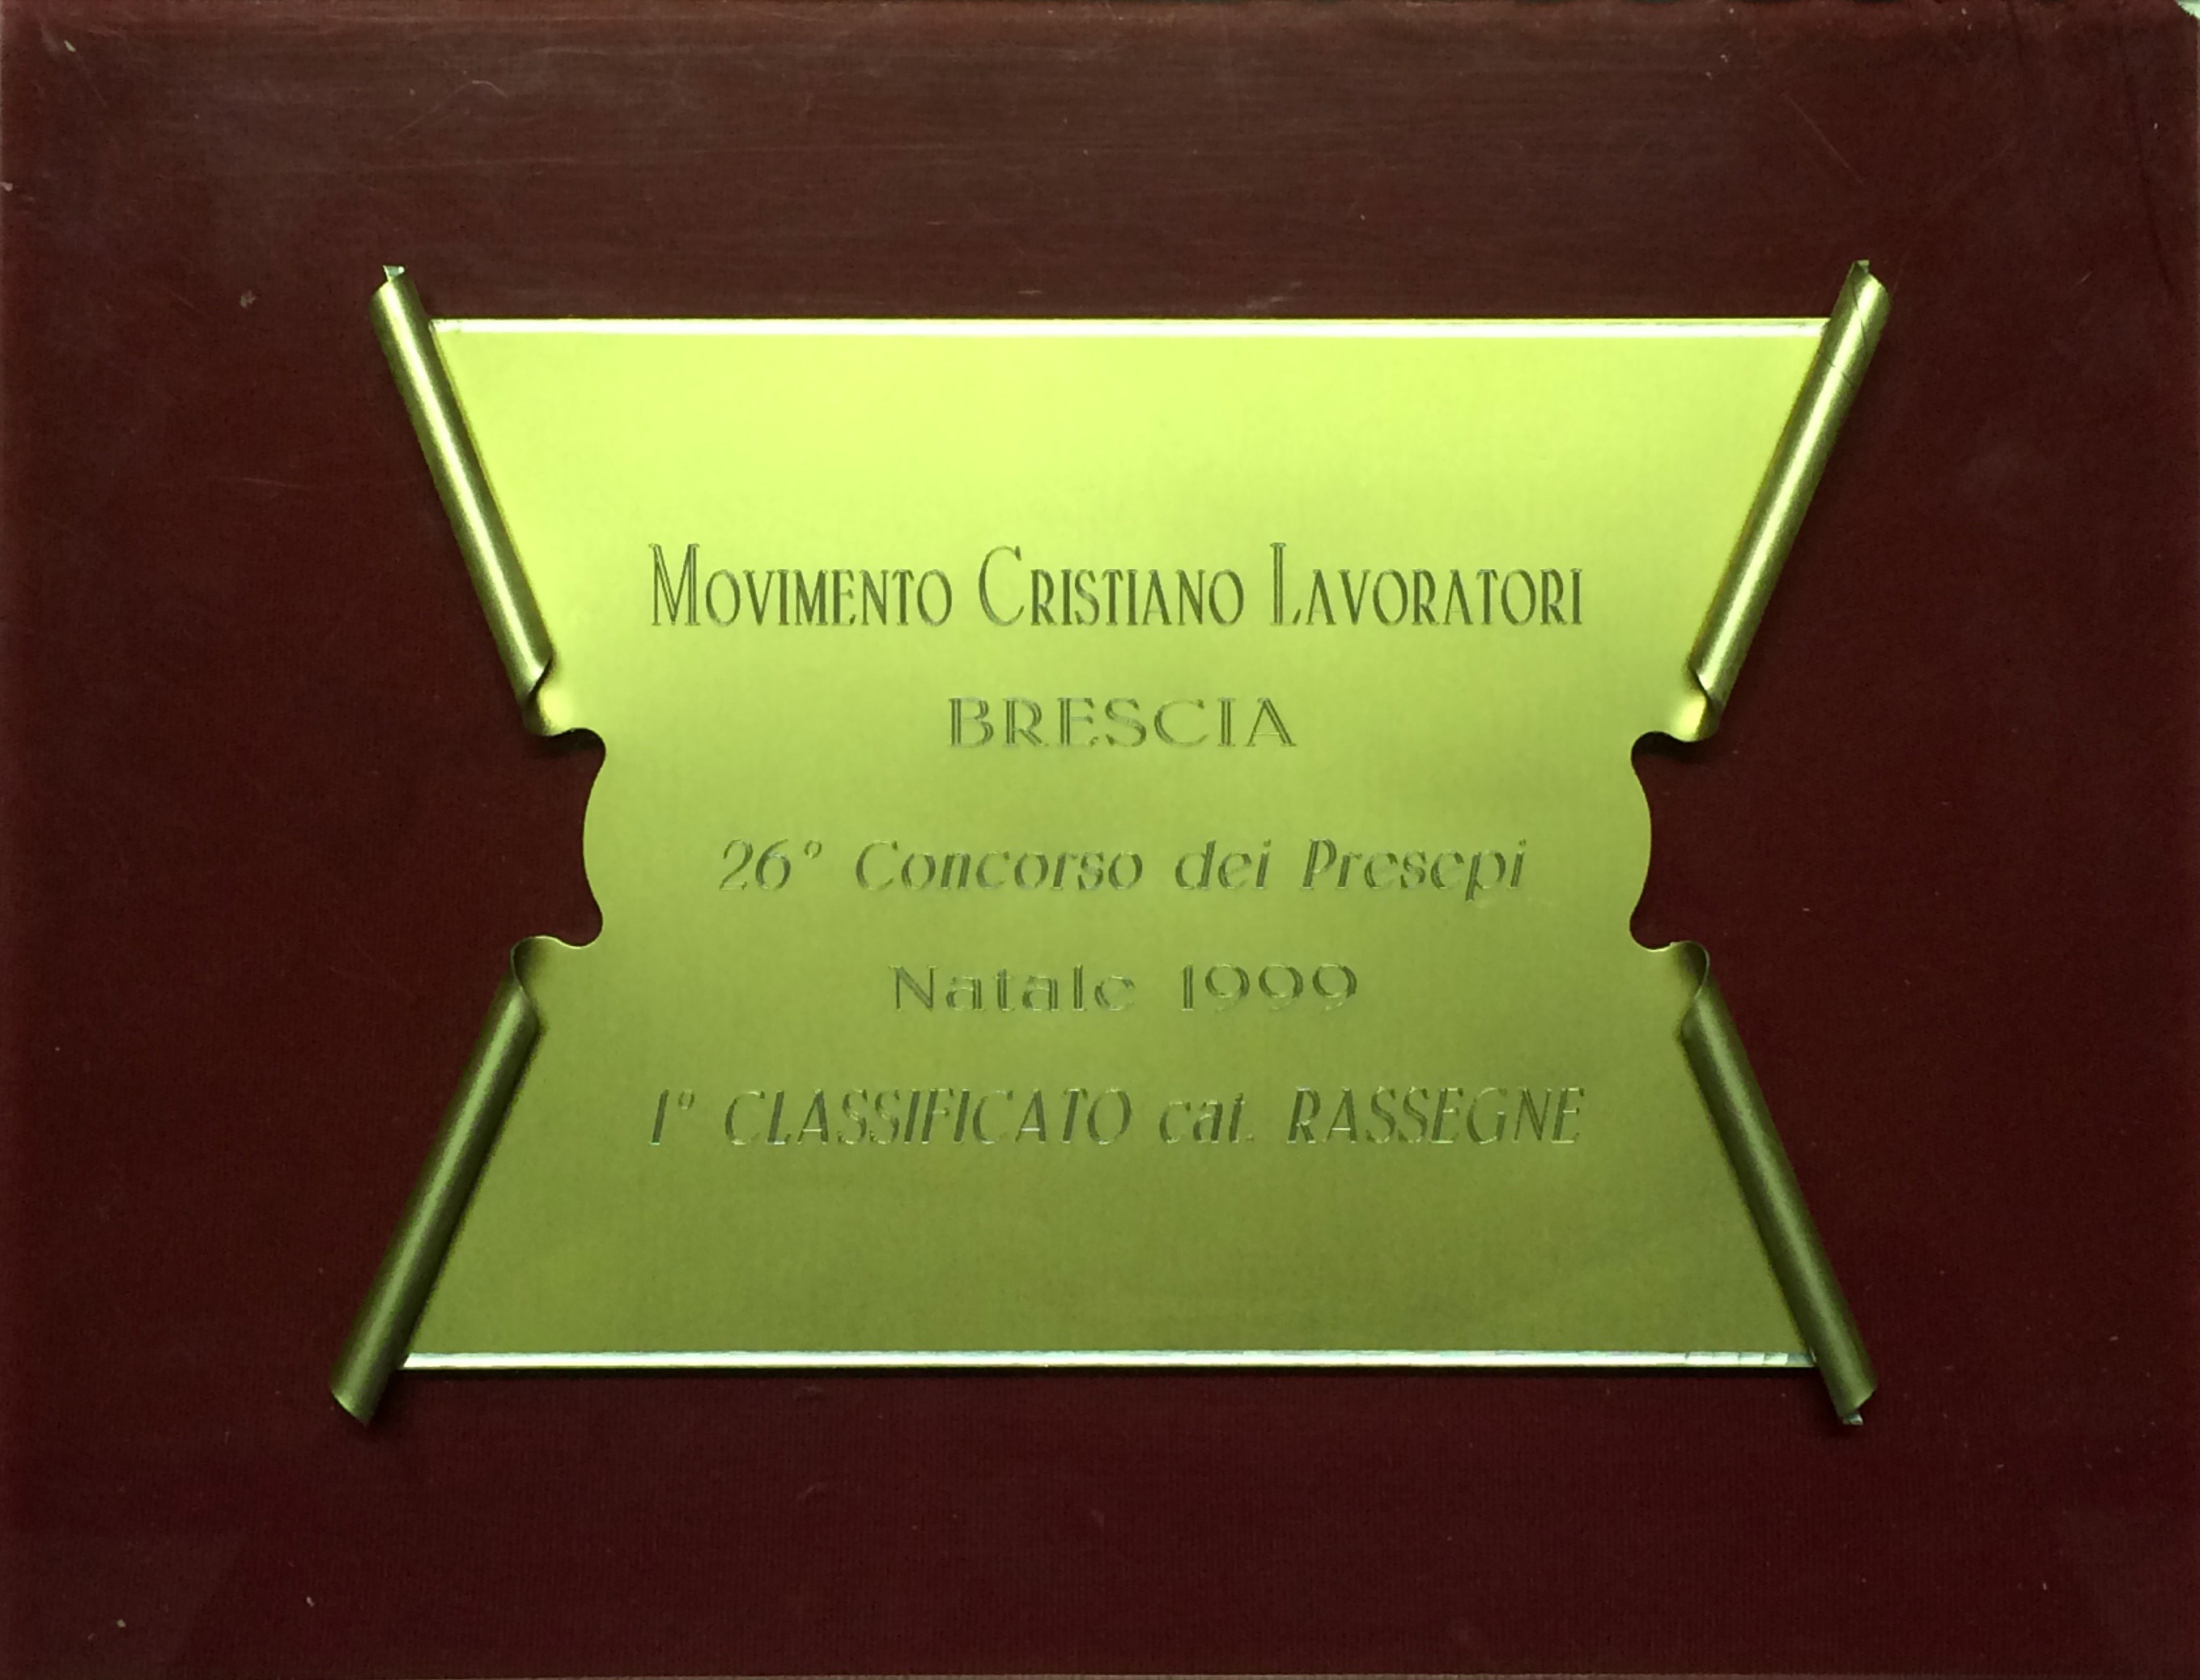 MOVIMENTO CRISTIANO LAVORATORI
BRESCIA
26° Concorso dei Presepi
Natale 1999
1° CLASSIFICATO cat. RASSEGNE